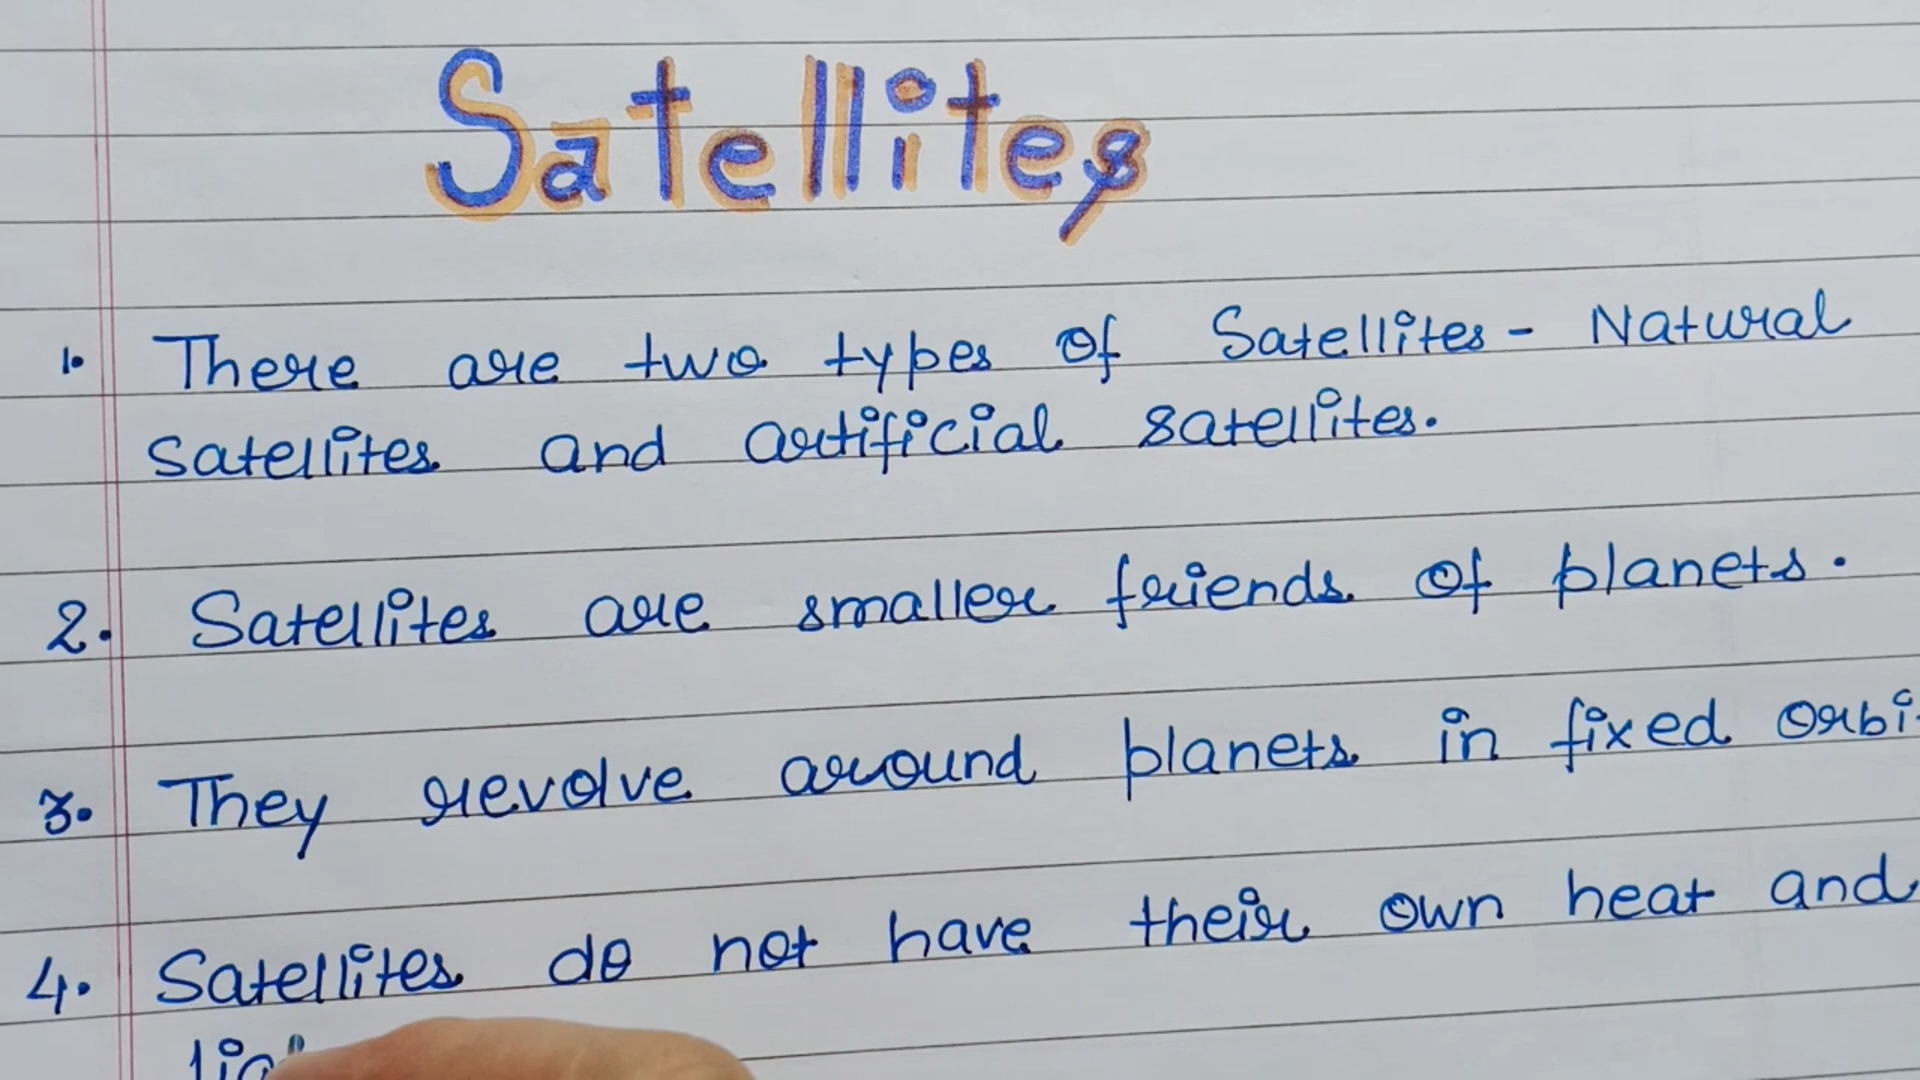 Satellites
1. There are two types of Satellites - Natural
satellites and artificial satellites.
2. Satellites are smaller friends of planets.
3. They revolve around planets in fixed
4. Satellites do not have their own heat and